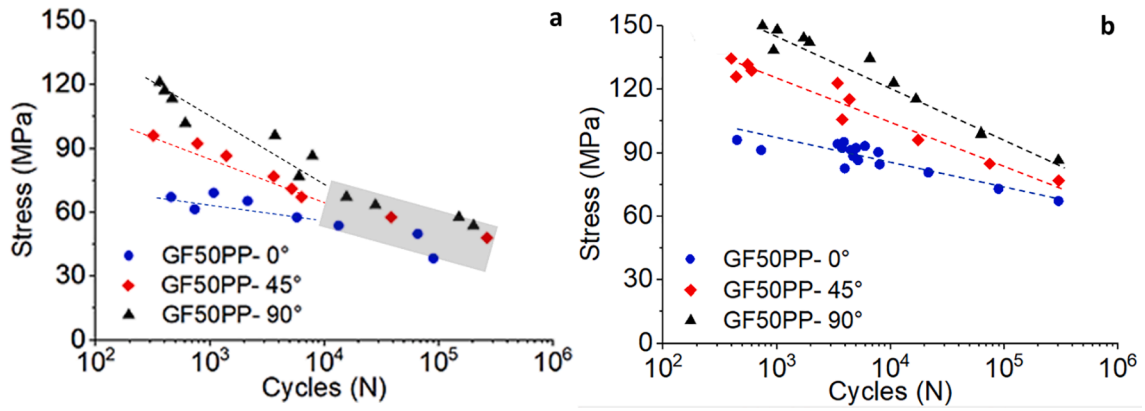 a
150
120
90
60
30
0
Stress (MPa)
GF50PP- 0°
GF50PP- 45°
GF50PP- 90°
10² 10³ 10⁴ 10⁵ 10⁶
Cycles (N)
b
150
120
90
60
30
0
Stress (MPa)
GF50PP- 0°
GF50PP- 45°
GF50PP- 90°
10² 10³ 10⁴ 10⁵ 10⁶
Cycles (N)